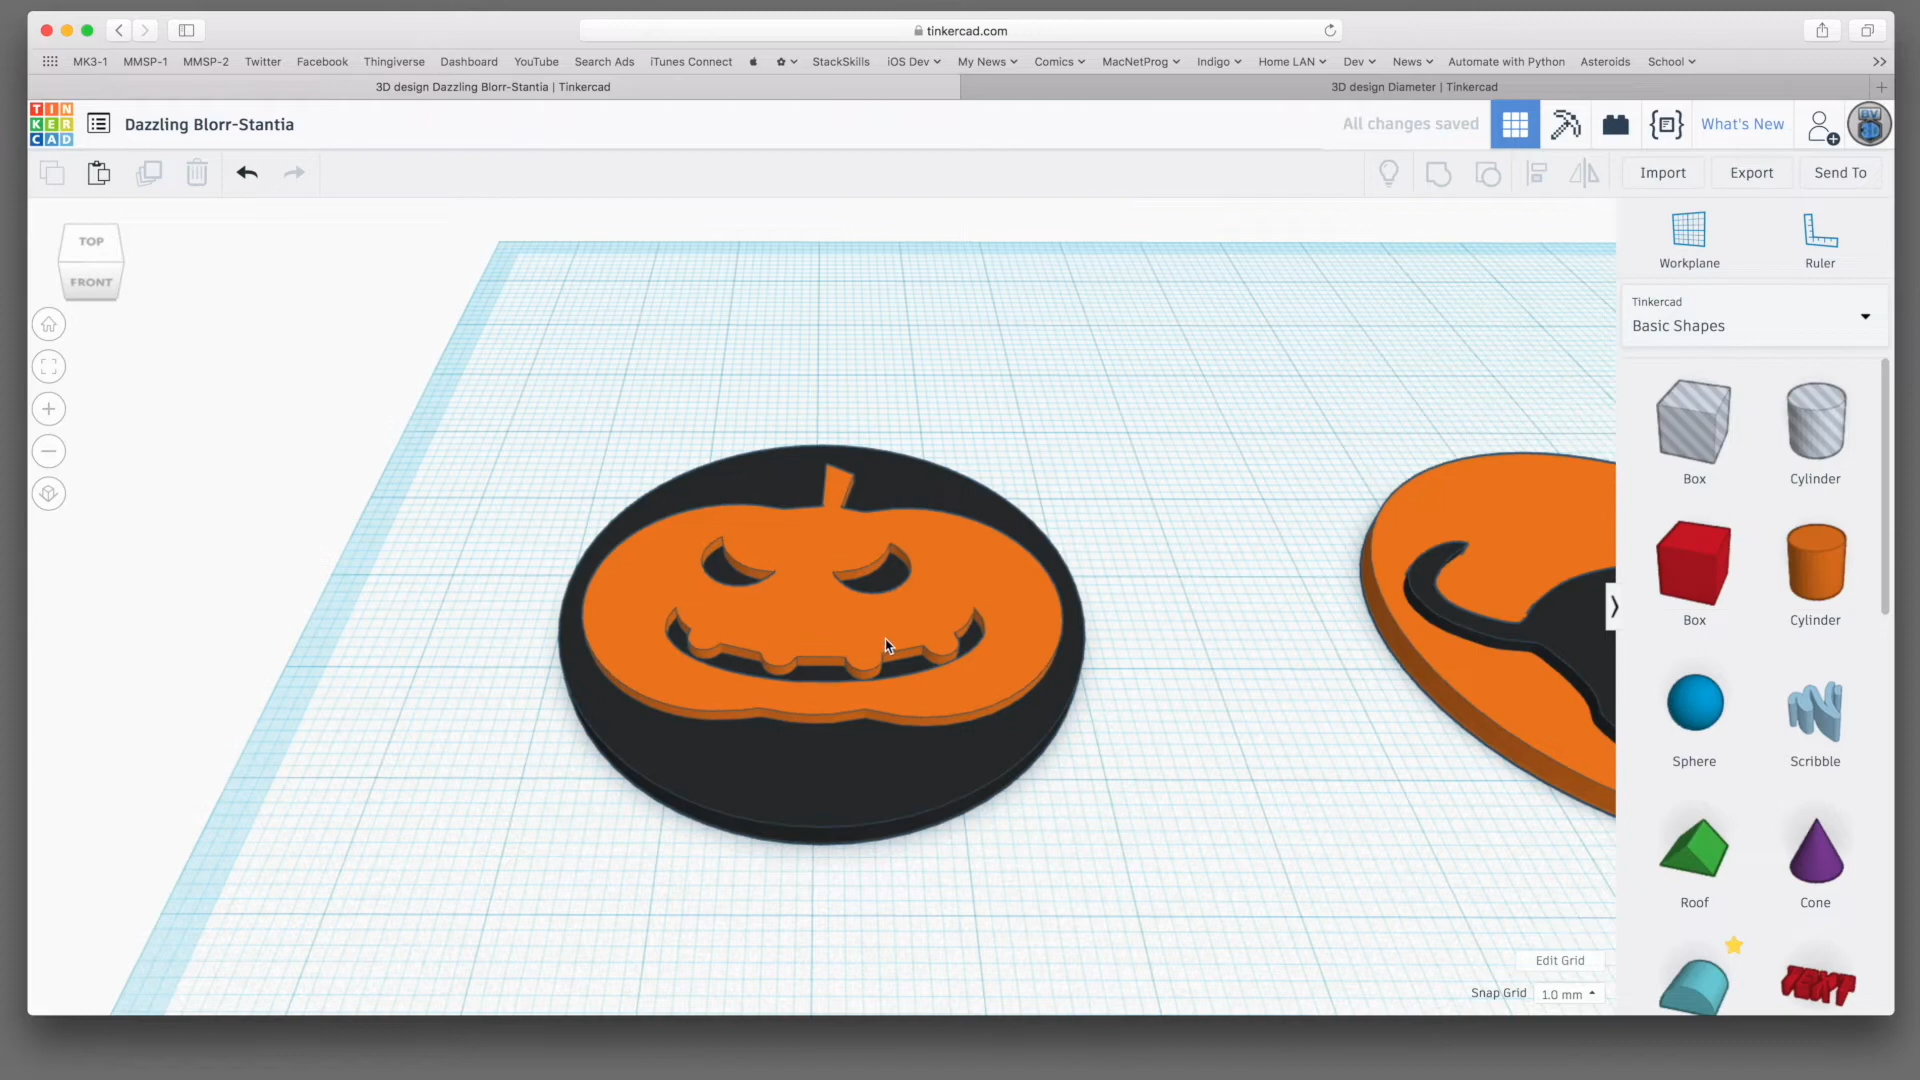 tinkercad.com
MK3-1 MMSP-1 MMSP-2 Twitter Facebook Thingiverse Dashboard YouTube Search Ads iTunes Connect StackSkills iOS Dev My News Comics MacNetProg Indigo Home LAN Dev News Automate with Python Asteroids School
3D design Dazzling Blorr-Stantia | Tinkercad 3D design Diameter | Tinkercad
TIN
KER
CAD
Dazzling Blorr-Stantia All changes saved What's New
Import Export Send To
TOP
FRONT
Workplane Ruler
Tinkercad
Basic Shapes
Box Cylinder
Box Cylinder
Sphere Scribble
Roof Cone
TEXT
Edit Grid
Snap Grid 1.0 mm